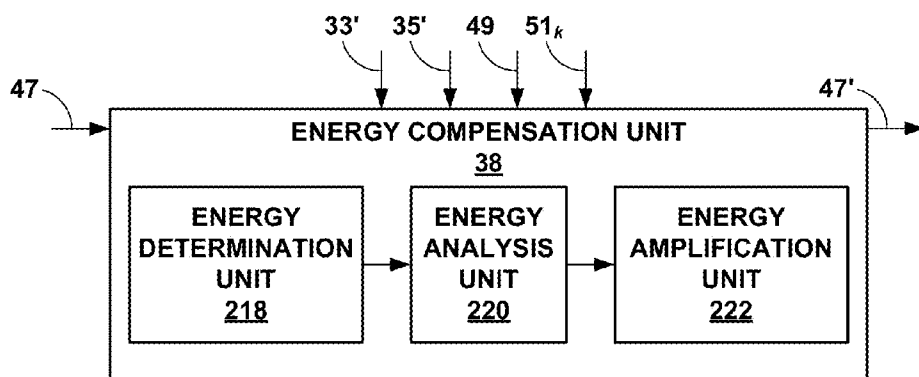 33' 35' 49 51k
47 47'
ENERGY COMPENSATION UNIT
38
ENERGY DETERMINATION UNIT 218
ENERGY ANALYSIS UNIT 220
ENERGY AMPLIFICATION UNIT 222